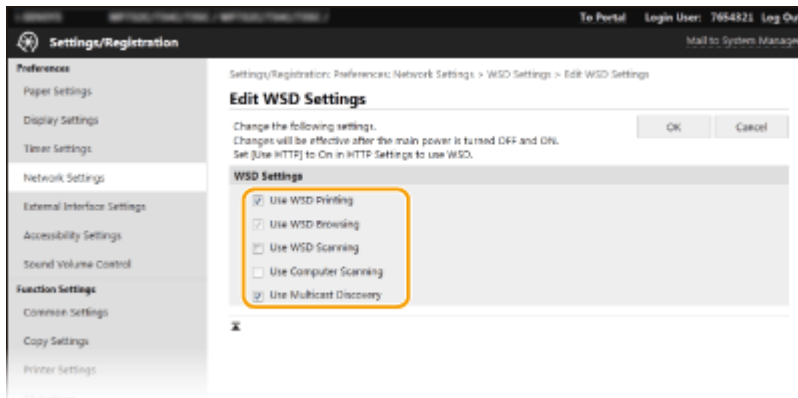 To Portal Login User: 7654321 Log Ou
Settings/Registration
Mail to System Manage
Preferences
Paper Settings
Display Settings
Timer Settings
Network Settings
External Interface Settings
Accessibility Settings
Sound Volume Control
Function Settings
Common Settings
Copy Settings
Printer Settings
Settings/Registration: Preferences: Network Settings > WSD Settings > Edit WSD Settings
Edit WSD Settings
Change the following settings.
Changes will be effective after the main power is turned OFF and ON.
Set [Use HTTP] to On in HTTP Settings to use WSD.
OK Cancel
WSD Settings
Use WSD Printing
Use WSD Browsing
Use WSD Scanning
Use Computer Scanning
Use Multicast Discovery